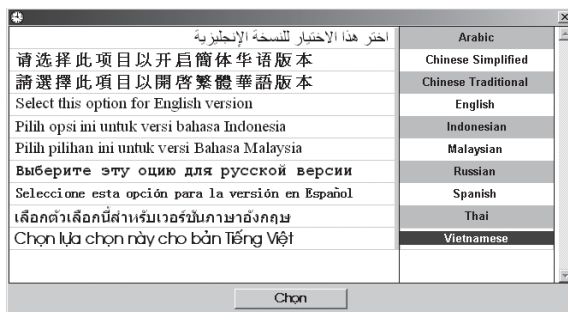 اختر هذا الاختيار للنسخة الإنجليزية Arabic
请选择此项目以开启简体华语版本 Chinese Simplified
請選擇此項目以開啓繁體華語版本 Chinese Traditional
Select this option for English version English
Pilih opsi ini untuk versi bahasa Indonesia Indonesian
Pilih pilihan ini untuk versi Bahasa Malaysia Malaysian
Выберите эту оцию для русской версии Russian
Seleccione esta opción para la versión en Español Spanish
เลือกตัวเลือกนี้สำหรับเวอร์ชันภาษาอังกฤษ Thai
Chọn lựa chọn này cho bản Tiếng Việt Vietnamese
Chọn